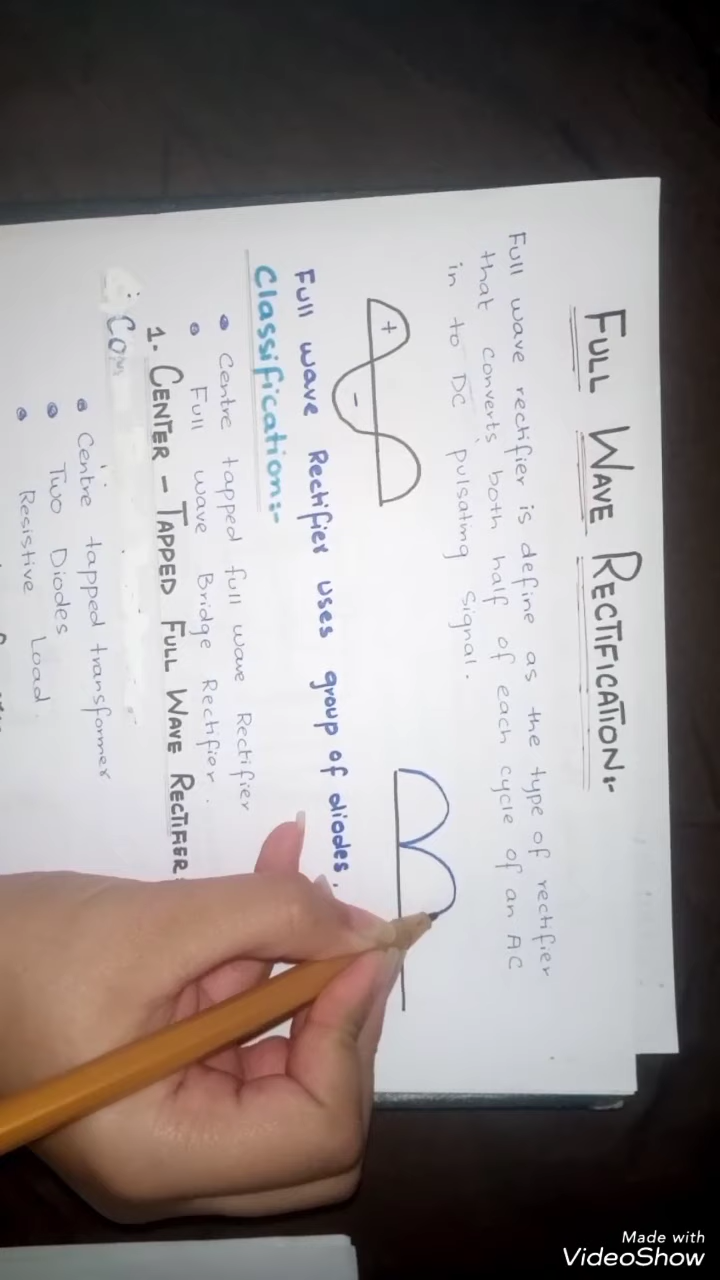 FULL WAVE RECTIFICATION:-
Full wave rectifier is define as the type of rectifier
that converts both half of each cycle of an AC
in to DC pulsating signal.
+
-
Full wave Rectifier uses group of diodes.
Classification:-
• Centre tapped full wave Rectifier
• Full wave Bridge Rectifier.
1. CENTER - TAPPED FULL WAVE RECTIFIER
• Centre tapped transformer
• Two Diodes
• Resistive Load.
Made with
VideoShow